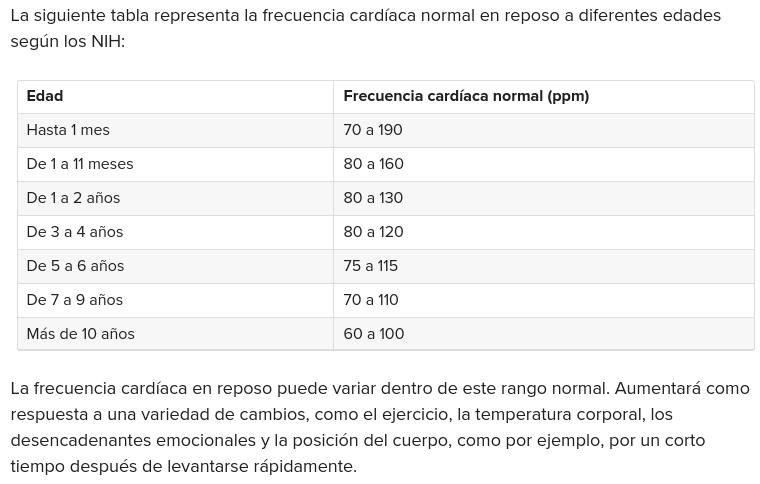 La siguiente tabla representa la frecuencia cardíaca normal en reposo a diferentes edades
según los NIH:
Edad Frecuencia cardíaca normal (ppm)
Hasta 1 mes 70 a 190
De 1 a 11 meses 80 a 160
De 1 a 2 años 80 a 130
De 3 a 4 años 80 a 120
De 5 a 6 años 75 a 115
De 7 a 9 años 70 a 110
Más de 10 años 60 a 100
La frecuencia cardíaca en reposo puede variar dentro de este rango normal. Aumentará como
respuesta a una variedad de cambios, como el ejercicio, la temperatura corporal, los
desencadenantes emocionales y la posición del cuerpo, como por ejemplo, por un corto
tiempo después de levantarse rápidamente.